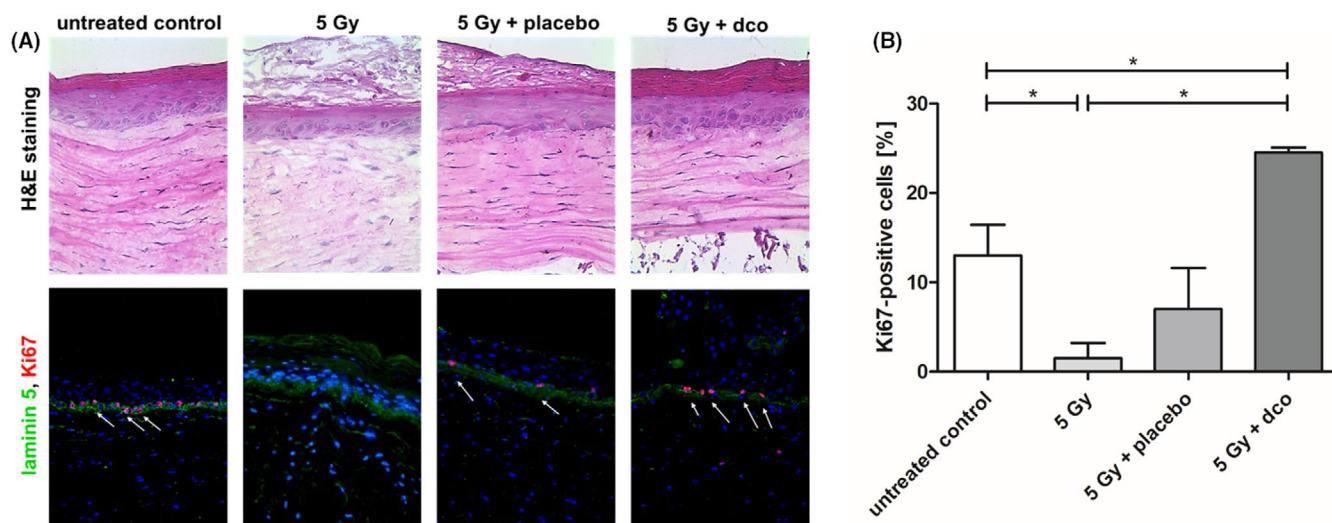 (A)
untreated control
5 Gy
5 Gy + placebo
5 Gy + dco
H&E staining
laminin 5, Ki67
(B)
Ki67-positive cells [%]
30
20
10
0
*
*
*
untreated control
5 Gy
5 Gy + placebo
5 Gy + dco